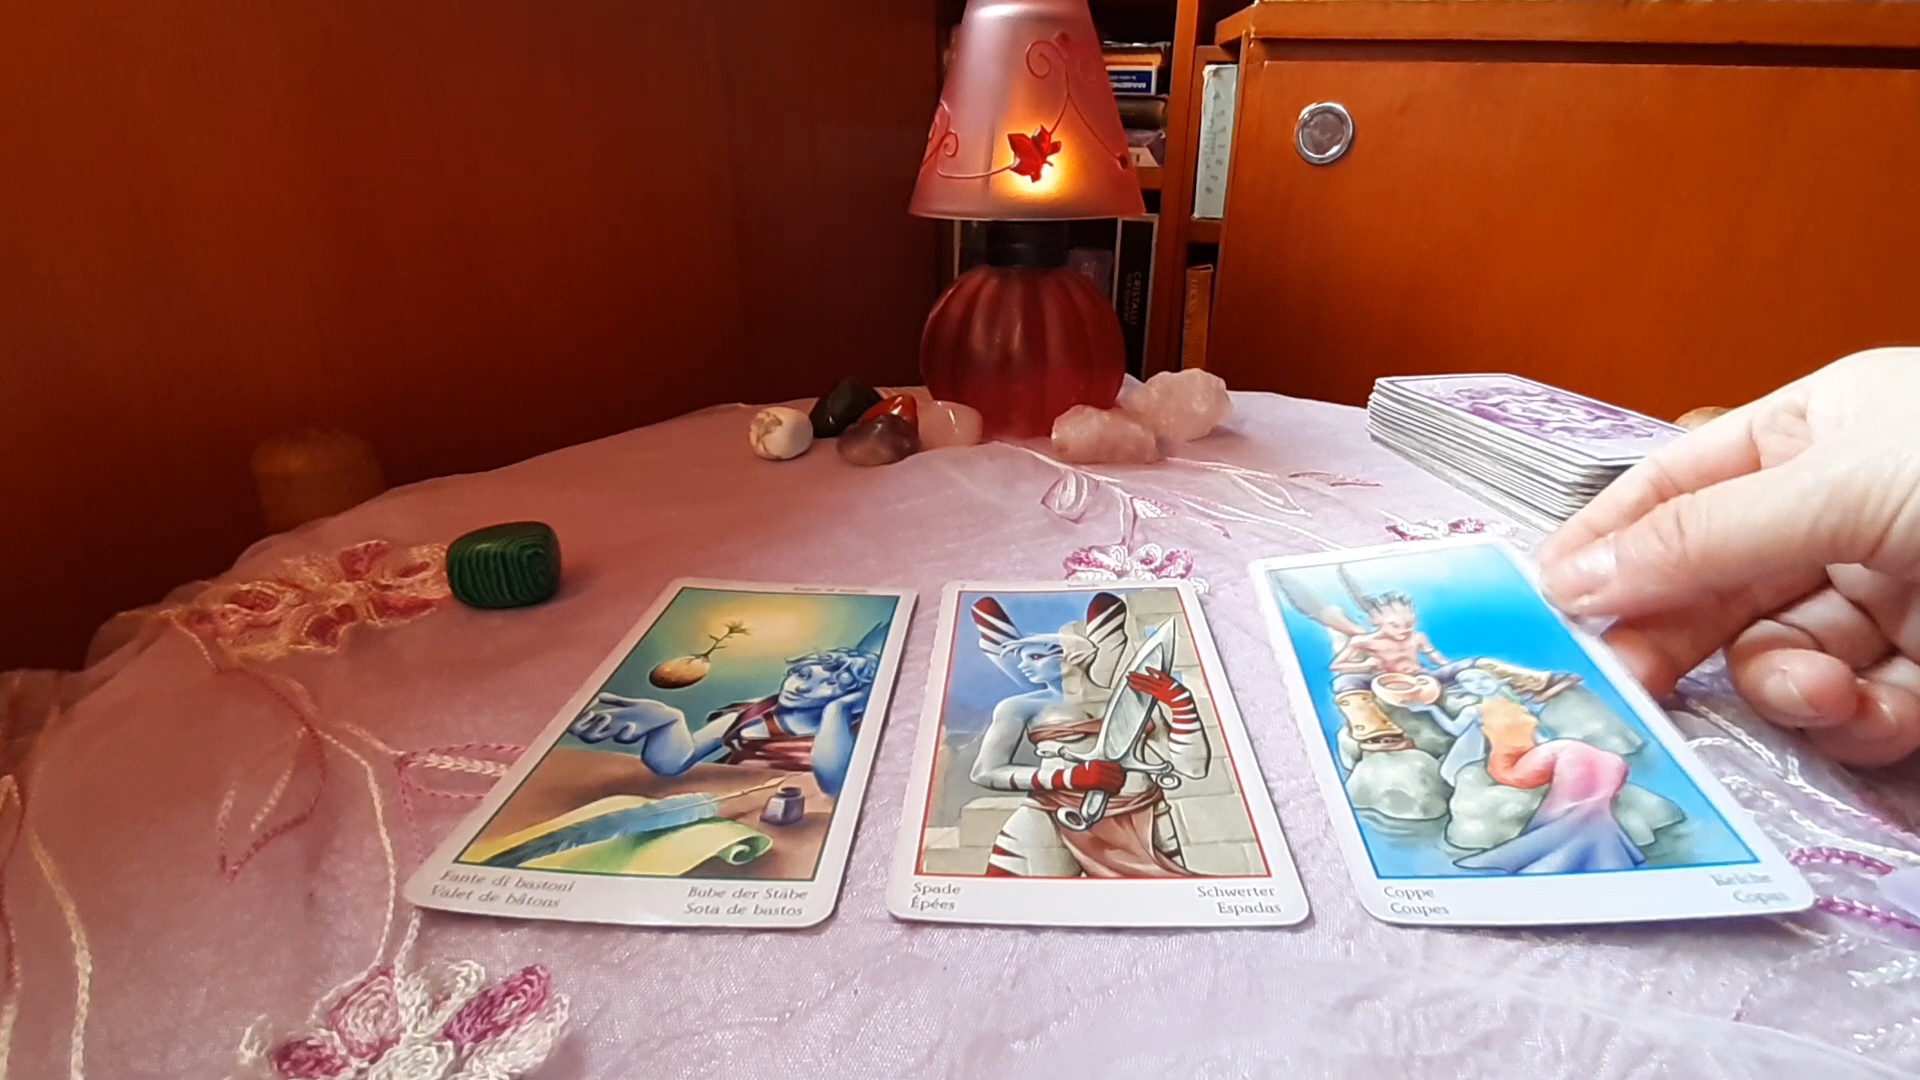 CRISTALLI
Fante di bastoni
Valet de bâtons
Bube der Stäbe
Sota de bastos
Spade
Épées
Schwerter
Espadas
Coppe
Coupes
Kelche
Copas